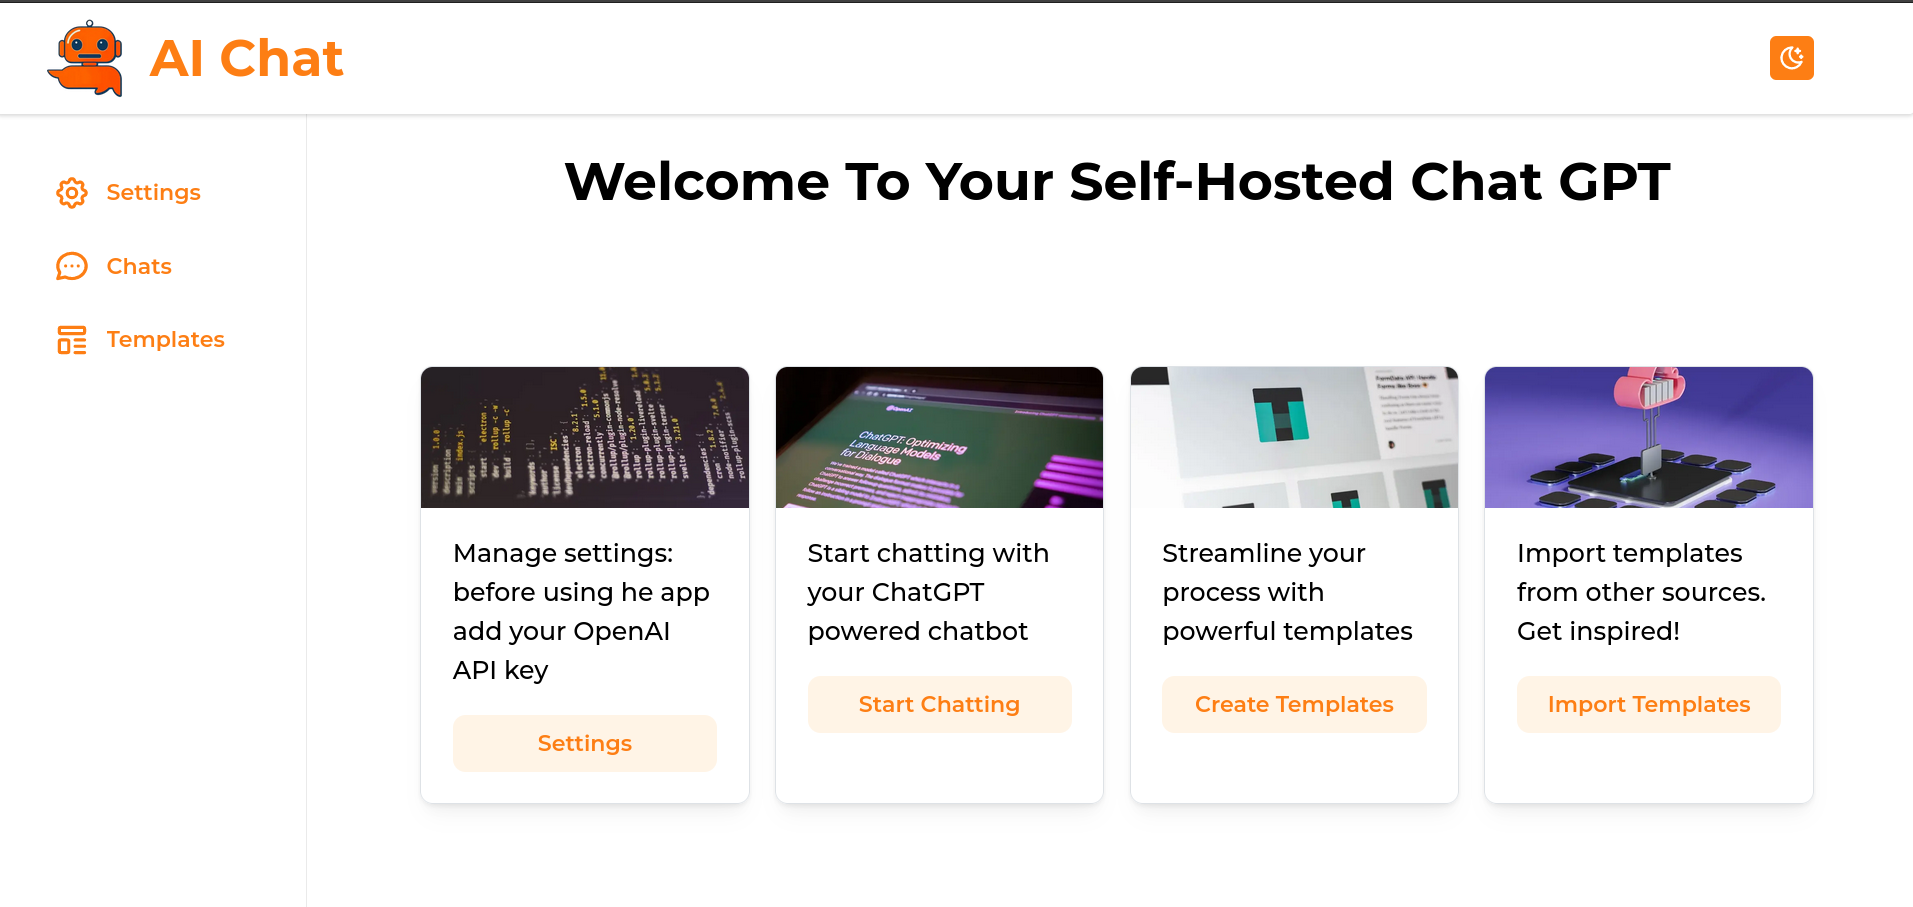 AI Chat
Settings
Chats
Templates
Welcome To Your Self-Hosted Chat GPT
OpenAI
ChatGPT: Optimizing
Language Models
for Dialogue
Manage settings:
before using he app
add your OpenAI
API key
Settings
Start chatting with
your ChatGPT
powered chatbot
Start Chatting
Streamline your
process with
powerful templates
Create Templates
Import templates
from other sources.
Get inspired!
Import Templates